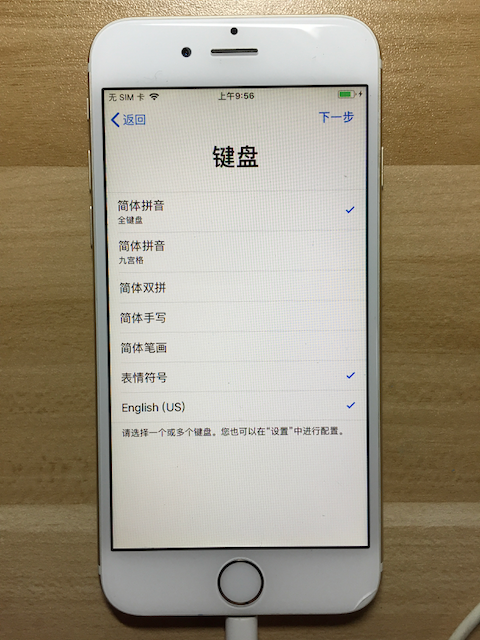 无 SIM 卡
上午9:56
返回
下一步
键盘
简体拼音
全键盘
简体拼音
九宫格
简体双拼
简体手写
简体笔画
表情符号
English (US)
请选择一个或多个键盘。您也可以在“设置”中进行配置。